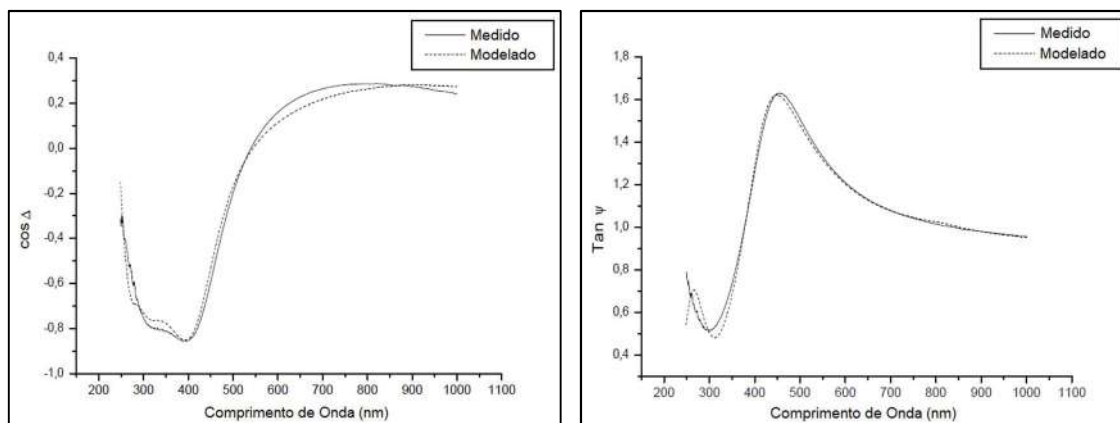 Medido
Modelado
0,4
0,2
0,0
-0,2
-0,4
-0,6
-0,8
-1,0
cos Δ
200 300 400 500 600 700 800 900 1000 1100
Comprimento de Onda (nm)
Medido
Modelado
1,8
1,6
1,4
1,2
1,0
0,8
0,6
0,4
Tan ψ
200 300 400 500 600 700 800 900 1000 1100
Comprimento de Onda (nm)